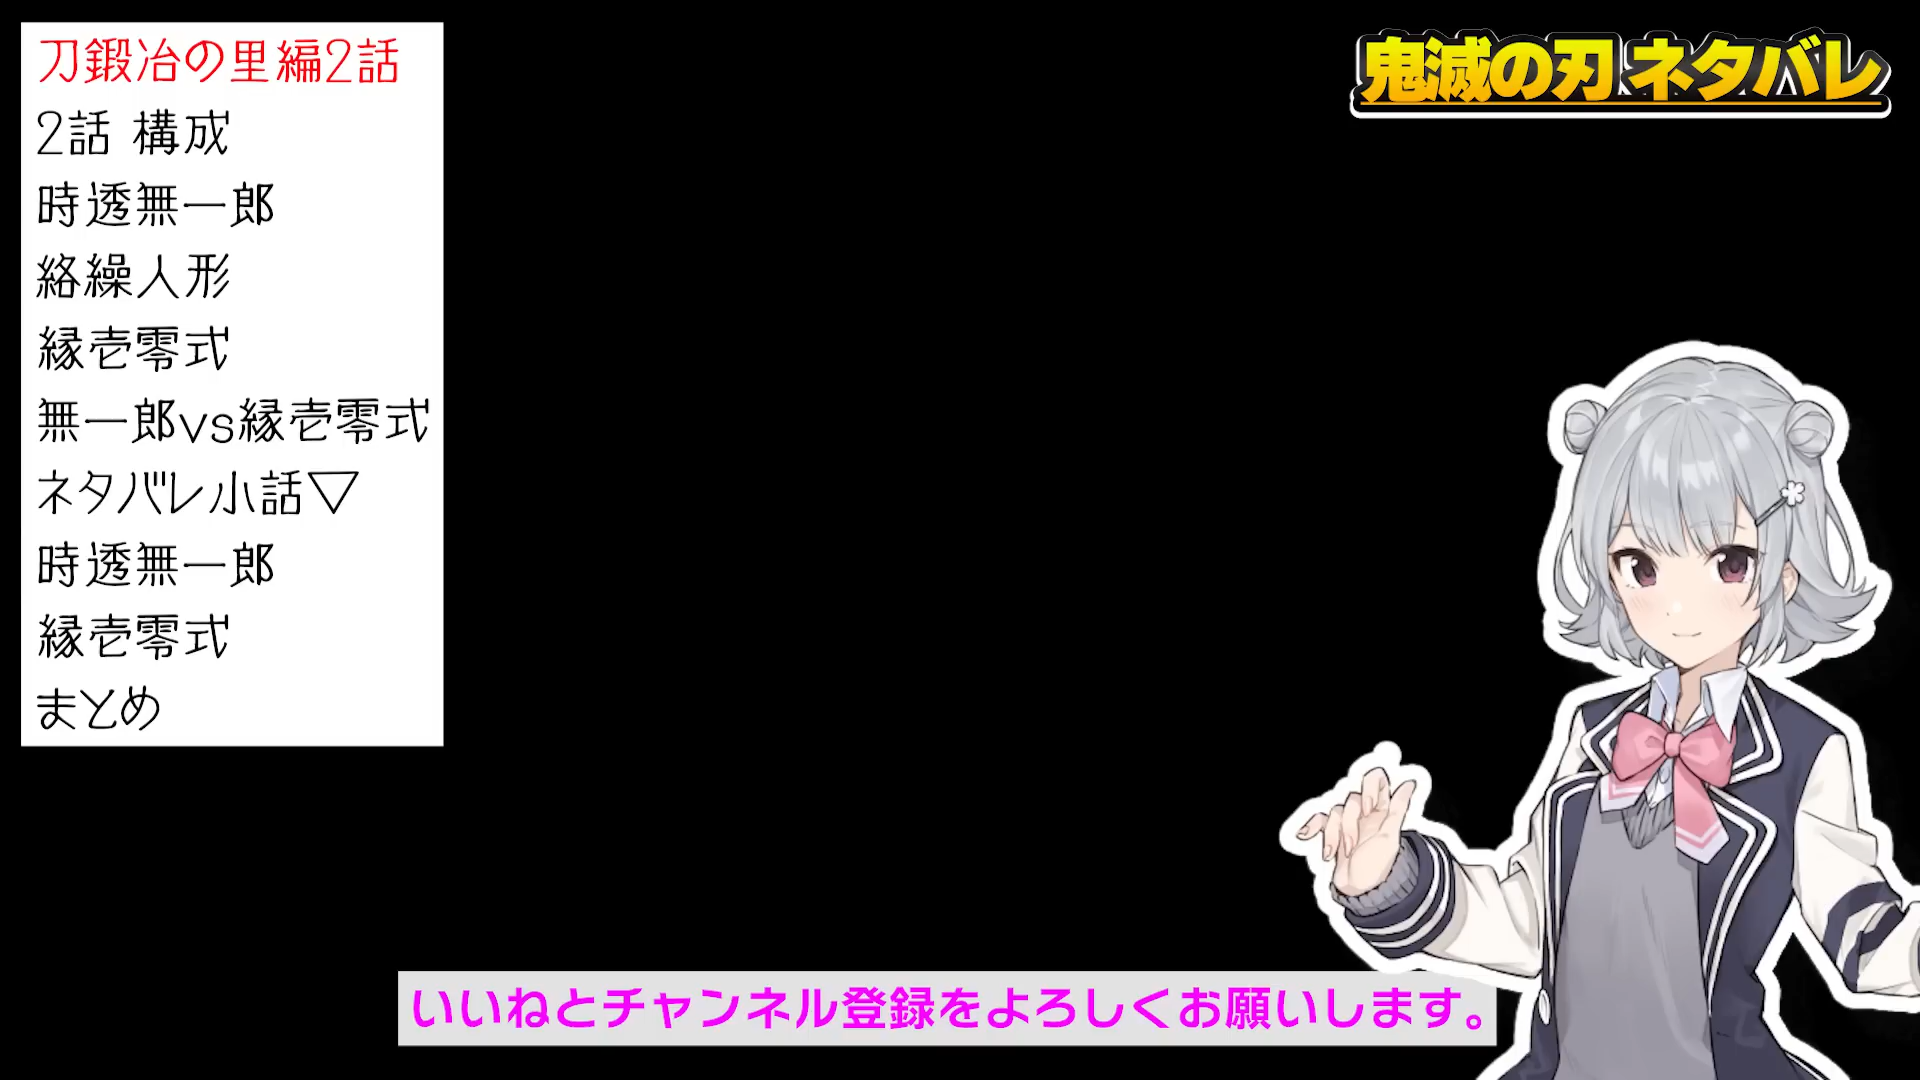 刀鍛冶の里編2話
2話 構成
時透無一郎
絡繰人形
縁壱零式
無一郎vs縁壱零式
ネタバレ小話▽
時透無一郎
縁壱零式
まとめ
鬼滅の刃 ネタバレ
いいねとチャンネル登録をよろしくお願いします。